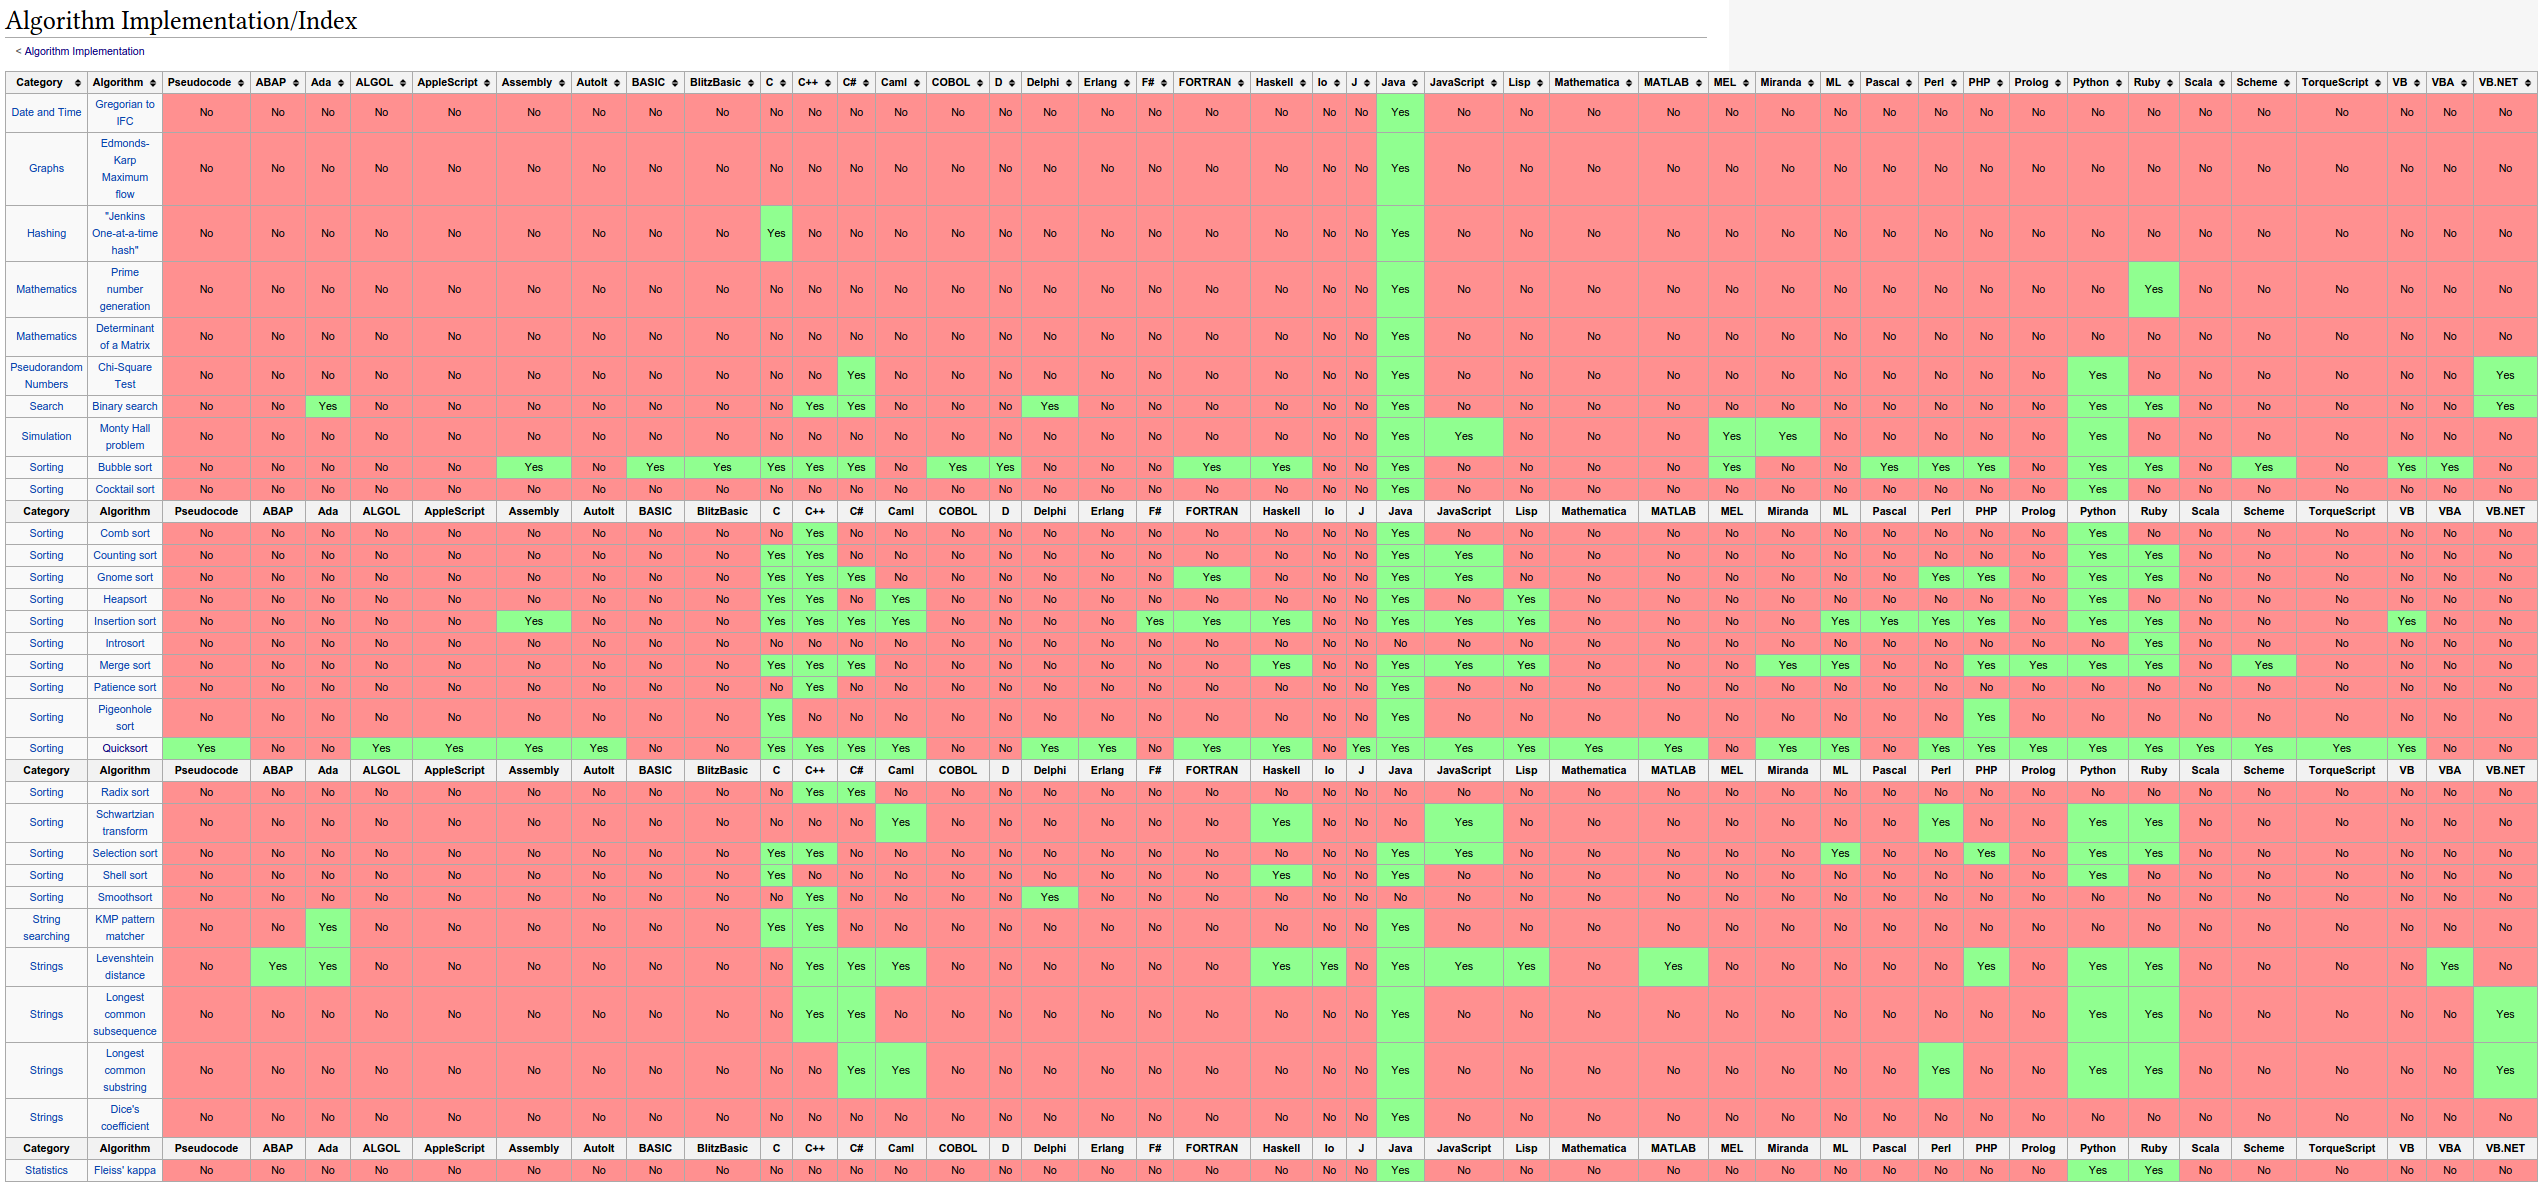 Algorithm Implementation/Index
< Algorithm Implementation
Category Algorithm Pseudocode ABAP Ada ALGOL AppleScript Assembly AutoIt BASIC BlitzBasic C C++ C# Caml COBOL D Delphi Erlang F# FORTRAN Haskell Io J Java JavaScript Lisp Mathematica MATLAB MEL Miranda ML Pascal Perl PHP Prolog Python Ruby Scala Scheme TorqueScript VB VBA VB.NET
Date and Time Gregorian to IFC No No No No No No No No No No No No No No No No No No No No No No Yes No No No No No No No No No No No No No No No No No No No
Graphs Edmonds-Karp Maximum flow No No No No No No No No No No No No No No No No No No No No No No Yes No No No No No No No No No No No No No No No No No No No
Hashing "Jenkins One-at-a-time hash" No No No No No No No No No Yes No No No No No No No No No No No No Yes No No No No No No No No No No No No No No No No No No No
Mathematics Prime number generation No No No No No No No No No No No No No No No No No No No No No No Yes No No No No No No No No No No No No Yes No No No No No No
Mathematics Determinant of a Matrix No No No No No No No No No No No No No No No No No No No No No No Yes No No No No No No No No No No No No No No No No No No No
Pseudorandom Numbers Chi-Square Test No No No No No No No No No No No Yes No No No No No No No No No No Yes No No No No No No No No No No No Yes No No No No No No Yes
Search Binary search No No Yes No No No No No No No Yes Yes No No No Yes No No No No No No Yes No No No No No No No No No No No Yes Yes No No No No No Yes
Simulation Monty Hall problem No No No No No No No No No No No No No No No No No No No No No No Yes Yes No No No Yes Yes No No No No No Yes No No No No No No No
Sorting Bubble sort No No No No No Yes No Yes Yes Yes Yes Yes No Yes Yes No No No Yes Yes No No Yes No No No No Yes No No Yes Yes Yes No Yes Yes No Yes No Yes Yes No
Sorting Cocktail sort No No No No No No No No No No No No No No No No No No No No No No Yes No No No No No No No No No No No Yes No No No No No No No
Category Algorithm Pseudocode ABAP Ada ALGOL AppleScript Assembly AutoIt BASIC BlitzBasic C C++ C# Caml COBOL D Delphi Erlang F# FORTRAN Haskell Io J Java JavaScript Lisp Mathematica MATLAB MEL Miranda ML Pascal Perl PHP Prolog Python Ruby Scala Scheme TorqueScript VB VBA VB.NET
Sorting Comb sort No No No No No No No No No No Yes No No No No No No No No No No No Yes No No No No No No No No No No No Yes No No No No No No No
Sorting Counting sort No No No No No No No No No Yes Yes No No No No No No No No No No No Yes Yes No No No No No No No No No No Yes Yes No No No No No No
Sorting Gnome sort No No No No No No No No No Yes Yes Yes No No No No No No Yes No No No Yes Yes No No No No No No No Yes Yes No Yes Yes No No No No No No
Sorting Heapsort No No No No No No No No No Yes Yes No Yes No No No No No No No No No Yes No Yes No No No No No No No No No Yes No No No No No No No
Sorting Insertion sort No No No No No Yes No No No Yes Yes Yes Yes No No No No Yes Yes Yes No No Yes Yes Yes No No No No Yes Yes Yes Yes No Yes Yes No No No Yes No No
Sorting Introsort No No No No No No No No No No No No No No No No No No No No No No No No No No No No No No No No No No No Yes No No No No No No
Sorting Merge sort No No No No No No No No No Yes Yes Yes No No No No No No No Yes No No Yes Yes Yes No No No Yes Yes No No Yes Yes Yes Yes No Yes No No No No
Sorting Patience sort No No No No No No No No No No Yes No No No No No No No No No No No Yes No No No No No No No No No No No No No No No No No No No
Sorting Pigeonhole sort No No No No No No No No No Yes No No No No No No No No No No No No Yes No No No No No No No No No Yes No No No No No No No No No
Sorting Quicksort Yes No No Yes Yes Yes Yes No No Yes Yes Yes Yes No No Yes Yes No Yes Yes No Yes Yes Yes Yes Yes Yes No Yes Yes No Yes Yes Yes Yes Yes Yes Yes Yes Yes No No
Category Algorithm Pseudocode ABAP Ada ALGOL AppleScript Assembly AutoIt BASIC BlitzBasic C C++ C# Caml COBOL D Delphi Erlang F# FORTRAN Haskell Io J Java JavaScript Lisp Mathematica MATLAB MEL Miranda ML Pascal Perl PHP Prolog Python Ruby Scala Scheme TorqueScript VB VBA VB.NET
Sorting Radix sort No No No No No No No No No No Yes Yes No No No No No No No No No No No No No No No No No No No No No No No No No No No No No No
Sorting Schwartzian transform No No No No No No No No No No No No Yes No No No No No No Yes No No No Yes No No No No No No No Yes No No Yes Yes No No No No No No
Sorting Selection sort No No No No No No No No No Yes Yes No No No No No No No No No No No Yes Yes No No No No No Yes No No Yes No Yes Yes No No No No No No
Sorting Shell sort No No No No No No No No No Yes No No No No No No No No No Yes No No Yes No No No No No No No No No No No Yes No No No No No No No
Sorting Smoothsort No No No No No No No No No No Yes No No No No Yes No No No No No No No No No No No No No No No No No No No No No No No No No No
String searching KMP pattern matcher No No Yes No No No No No No Yes Yes No No No No No No No No No No No Yes No No No No No No No No No No No No No No No No No No No
Strings Levenshtein distance No Yes Yes No No No No No No No Yes Yes Yes No No No No No No Yes Yes No Yes Yes Yes No Yes No No No No No Yes No Yes Yes No No No No Yes No
Strings Longest common subsequence No No No No No No No No No No Yes Yes No No No No No No No No No No Yes No No No No No No No No No No No Yes Yes No No No No No Yes
Strings Longest common substring No No No No No No No No No No No Yes Yes No No No No No No No No No Yes No No No No No No No No Yes No No Yes Yes No No No No No Yes
Strings Dice's coefficient No No No No No No No No No No No No No No No No No No No No No No Yes No No No No No No No No No No No No No No No No No No No
Category Algorithm Pseudocode ABAP Ada ALGOL AppleScript Assembly AutoIt BASIC BlitzBasic C C++ C# Caml COBOL D Delphi Erlang F# FORTRAN Haskell Io J Java JavaScript Lisp Mathematica MATLAB MEL Miranda ML Pascal Perl PHP Prolog Python Ruby Scala Scheme TorqueScript VB VBA VB.NET
Statistics Fleiss' kappa No No No No No No No No No No No No No No No No No No No No No No Yes No No No No No No No No No No No Yes Yes No No No No No No